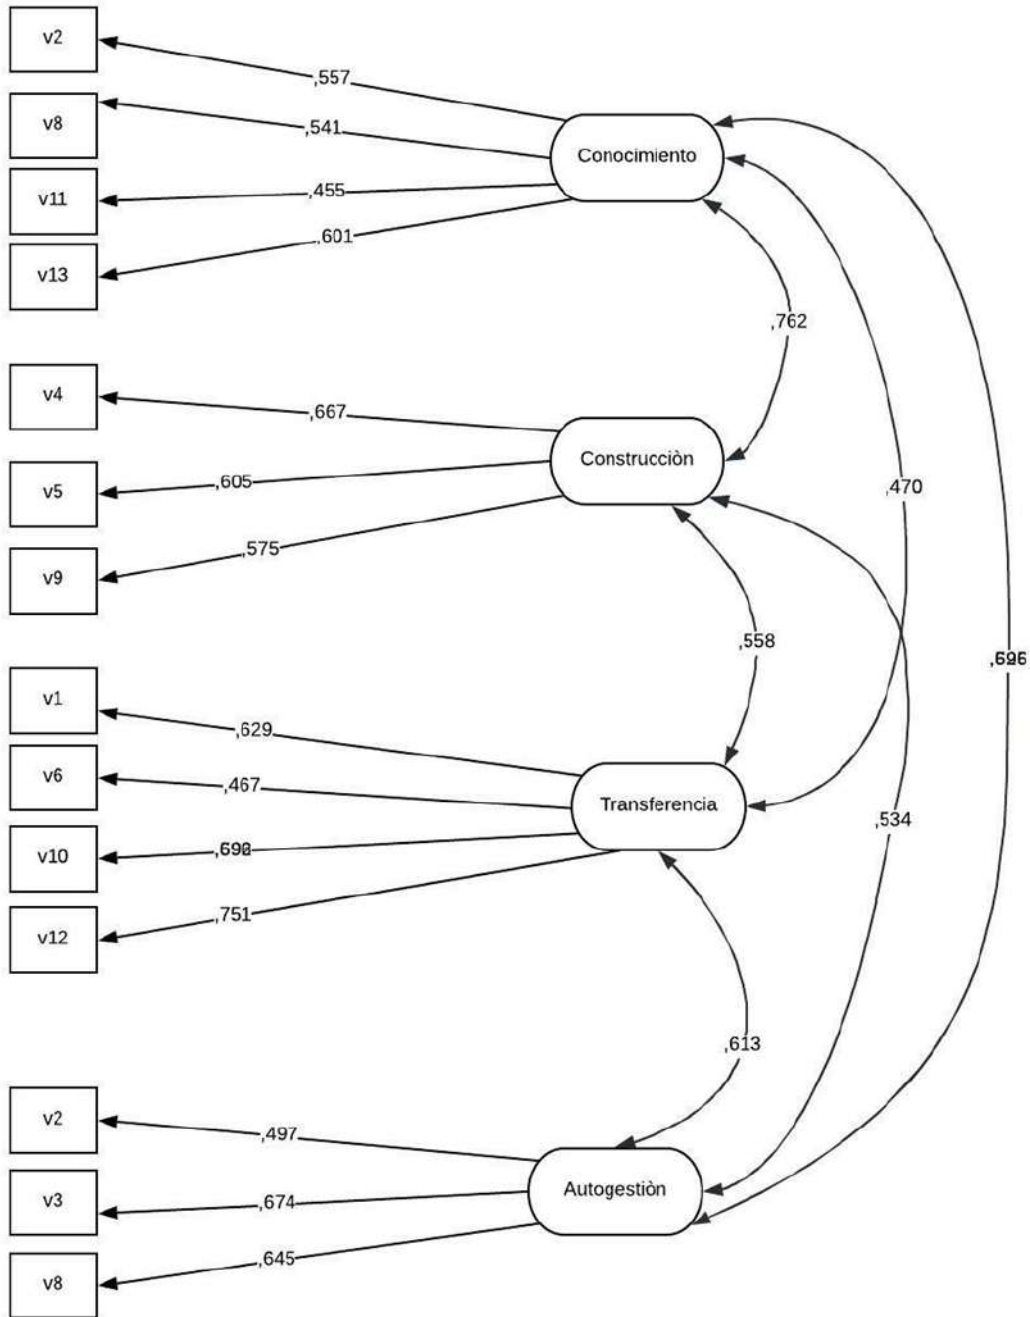 v2
,557
v8
,541
Conocimiento
v11
,455
v13
,601
,762
v4
,667
Construcciòn
v5
,605
,470
v9
,575
,558
v1
,629
v6
,467
Transferencia
v10
v12
,751
,534
,613
v2
,497
Autogestiòn
v3
,674
v8
,645